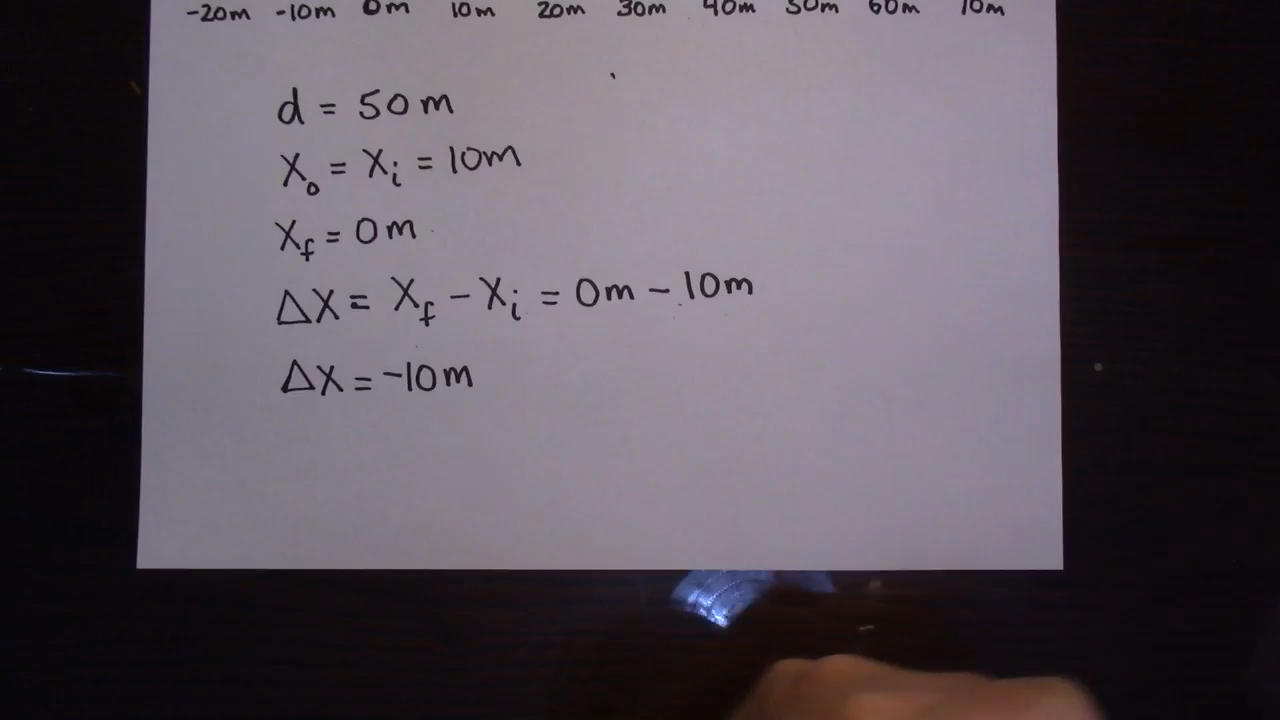 -20m -10m 0m 10m 20m 30m 40m 50m 60m 70m
d = 50m
X₀ = Xᵢ = 10m
X_f = 0m
ΔX = X_f - Xᵢ = 0m - 10m
ΔX = -10m